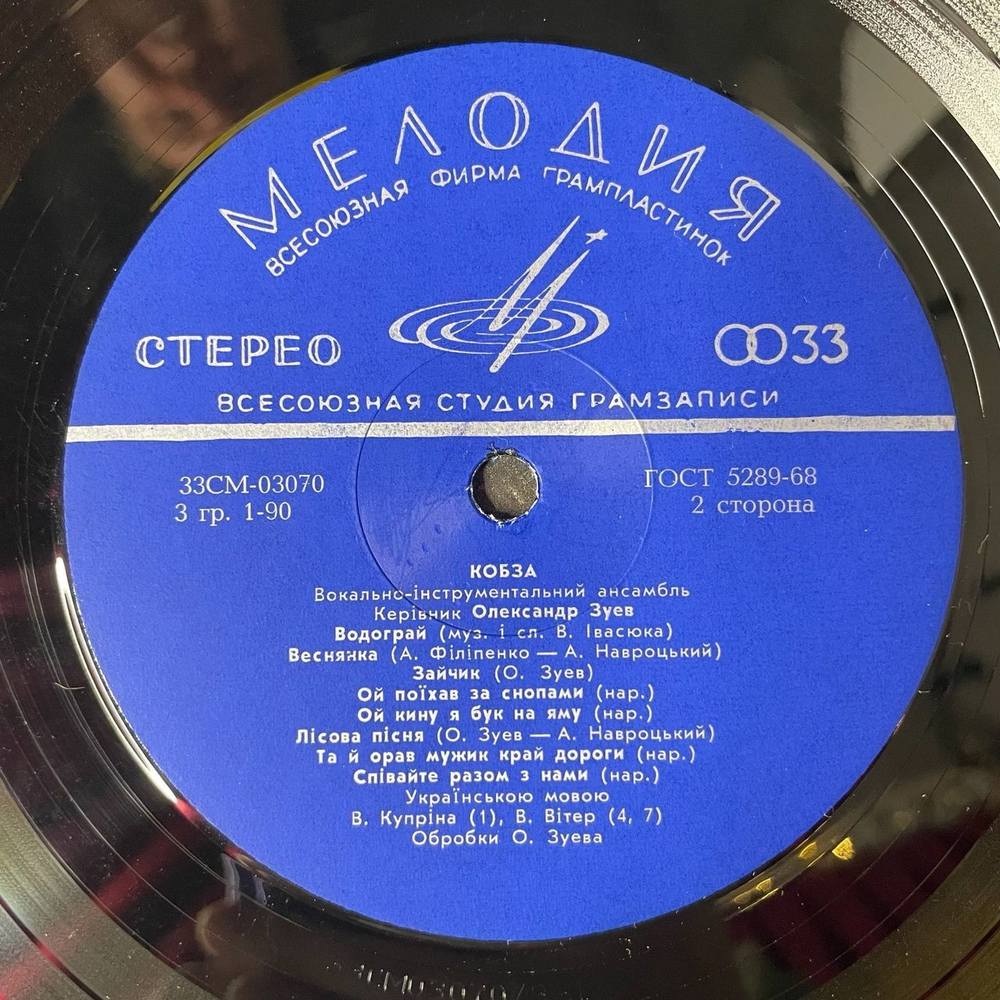 МЕЛОДИЯ
ВСЕСОЮЗНАЯ ФИРМА ГРАМПЛАСТИНОК
СТЕРЕО
33
ВСЕСОЮЗНАЯ СТУДИЯ ГРАМЗАПИСИ
33СМ-03070
ГОСТ 5289-68
3 гр. 1-90
2 сторона
КОБЗА
Вокально-інструментальний ансамбль
Керівник Олександр Зуев
Водограй (муз. і сл. В. Івасюка)
Веснянка (А. Філіпенко — А. Навроцький)
Зайчик (О. Зуев)
Ой поїхав за снопами (нар.)
Ой кину я бук на яму (нар.)
Лісова пісня (О. Зуев — А. Навроцький)
Та й орав мужик край дороги (нар.)
Співайте разом з нами (нар.)
Українською мовою
В. Купріна (1), В. Вітер (4, 7)
Обробки О. Зуева